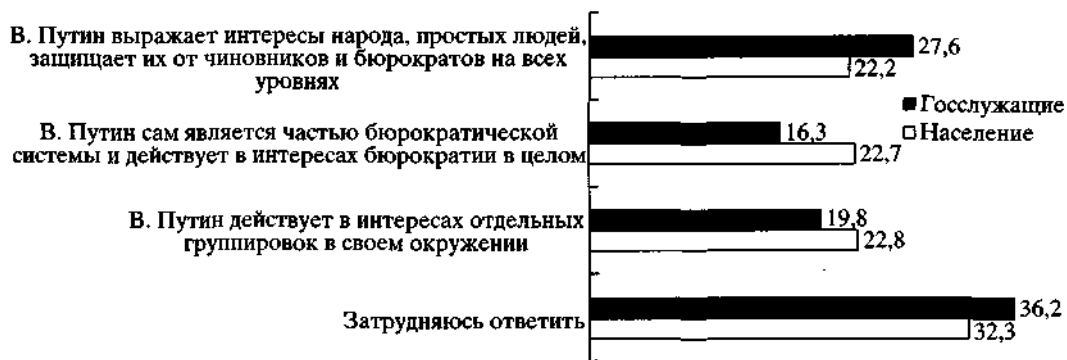 В. Путин выражает интересы народа, простых людей,
защищает их от чиновников и бюрократов на всех
уровнях
27,6
22,2
Госслужащие
Население
В. Путин сам является частью бюрократической
системы и действует в интересах бюрократии в целом
16,3
22,7
В. Путин действует в интересах отдельных
группировок в своем окружении
19,8
22,8
Затрудняюсь ответить
36,2
32,3